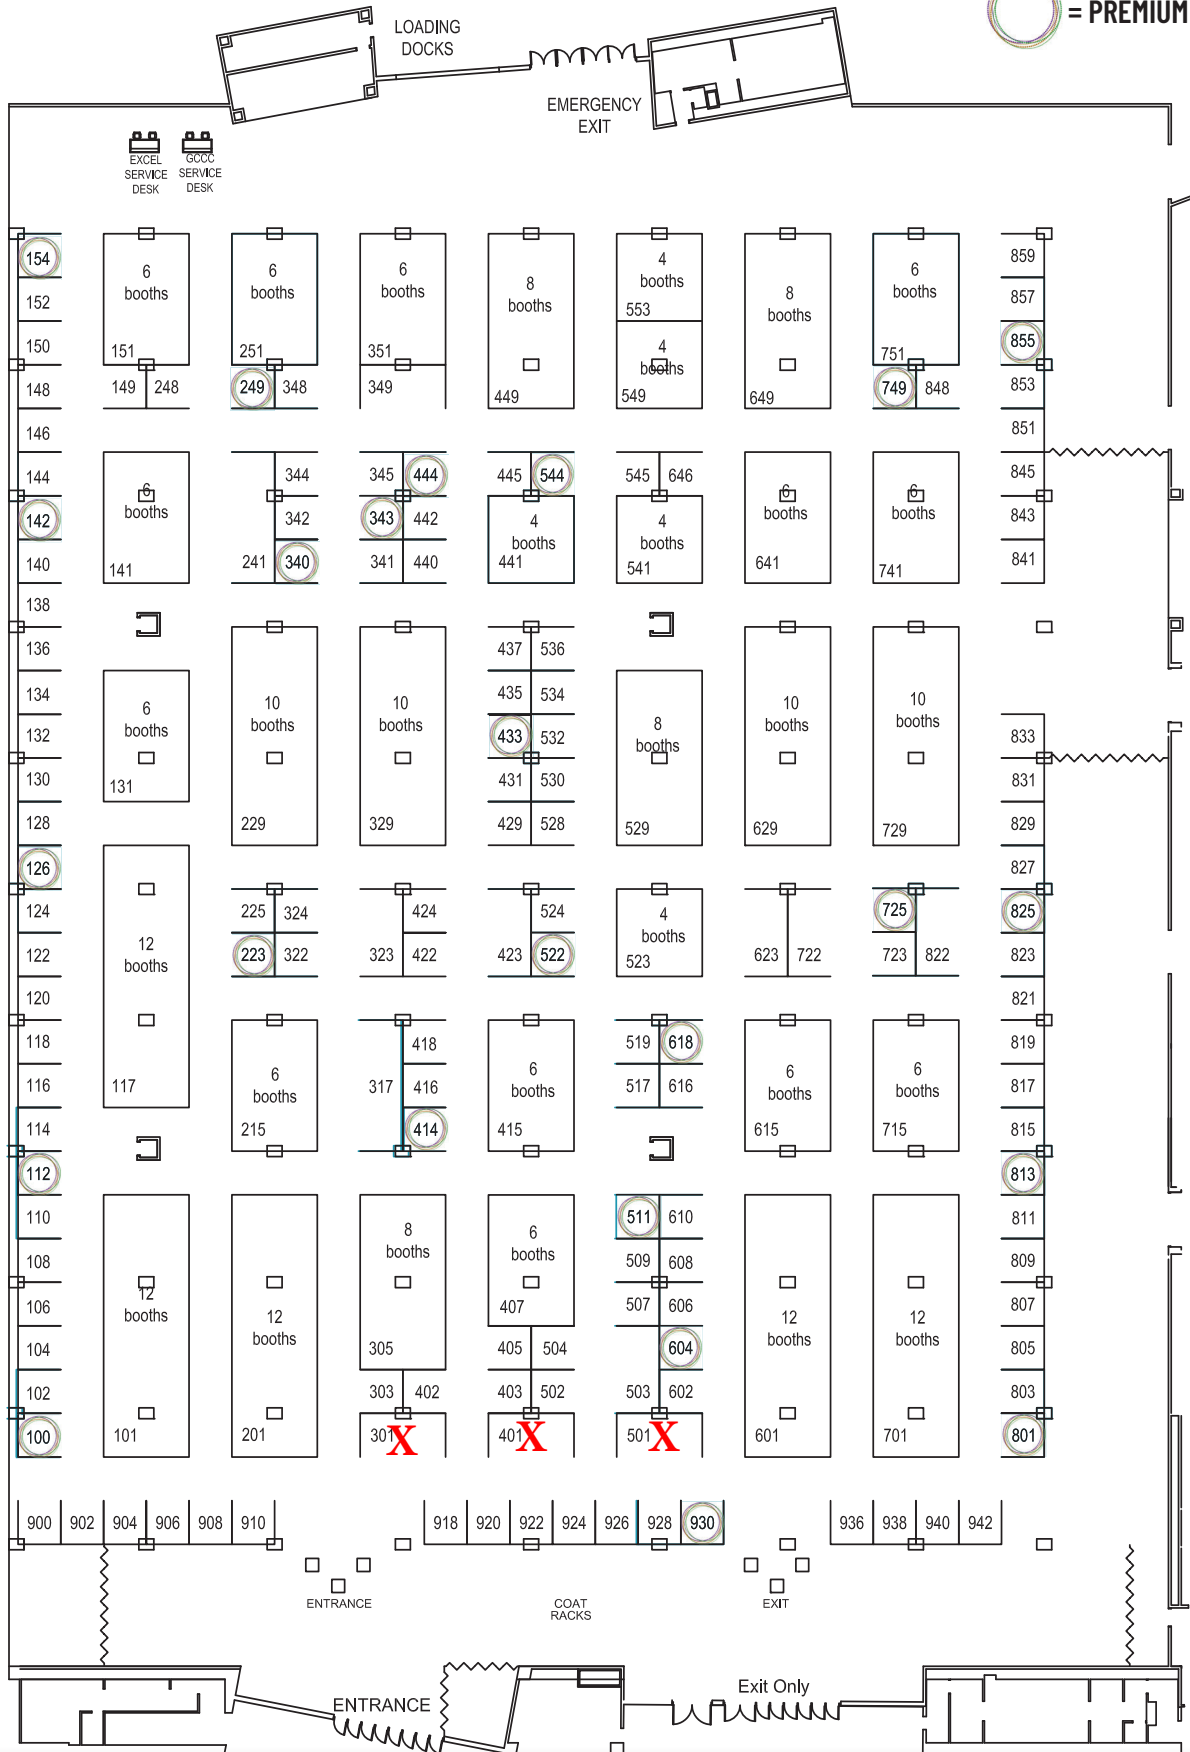 = PREMIUM
LOADING
DOCKS
EMERGENCY
EXIT
EXCEL
SERVICE
DESK
GCCC
SERVICE
DESK
154
6
booths
151
6
booths
251
6
booths
351
8
booths
449
4
booths
553
4
booths
549
8
booths
649
6
booths
751
859
152
857
150
855
148
149 248
249 348
349
749 848
853
146
851
144
344
345 444
445 544
545 646
845
142
6
booths
141
342
343 442
4
booths
441
4
booths
541
6
booths
641
6
booths
741
843
140
241 340
341 440
841
138
136
437 536
134
435 534
132
6
booths
131
10
booths
229
10
booths
329
433 532
8
booths
529
10
booths
629
10
booths
729
833
130
431 530
831
128
429 528
829
126
827
124
225 324
424
524
725
825
122
12
booths
117
223 322
323 422
423 522
4
booths
523
623 722
723 822
823
120
821
118
418
519 618
819
116
6
booths
215
317 416
6
booths
415
517 616
6
booths
615
6
booths
715
817
114
414
815
112
813
110
511 610
811
108
8
booths
305
6
booths
407
509 608
809
106
12
booths
101
12
booths
201
507 606
12
booths
601
12
booths
701
807
104
405 504
604
805
102
303 402
403 502
503 602
803
100
301 X
401 X
501 X
801
900 902 904 906 908 910
918 920 922 924 926 928 930
936 938 940 942
ENTRANCE
COAT
RACKS
EXIT
ENTRANCE
Exit Only